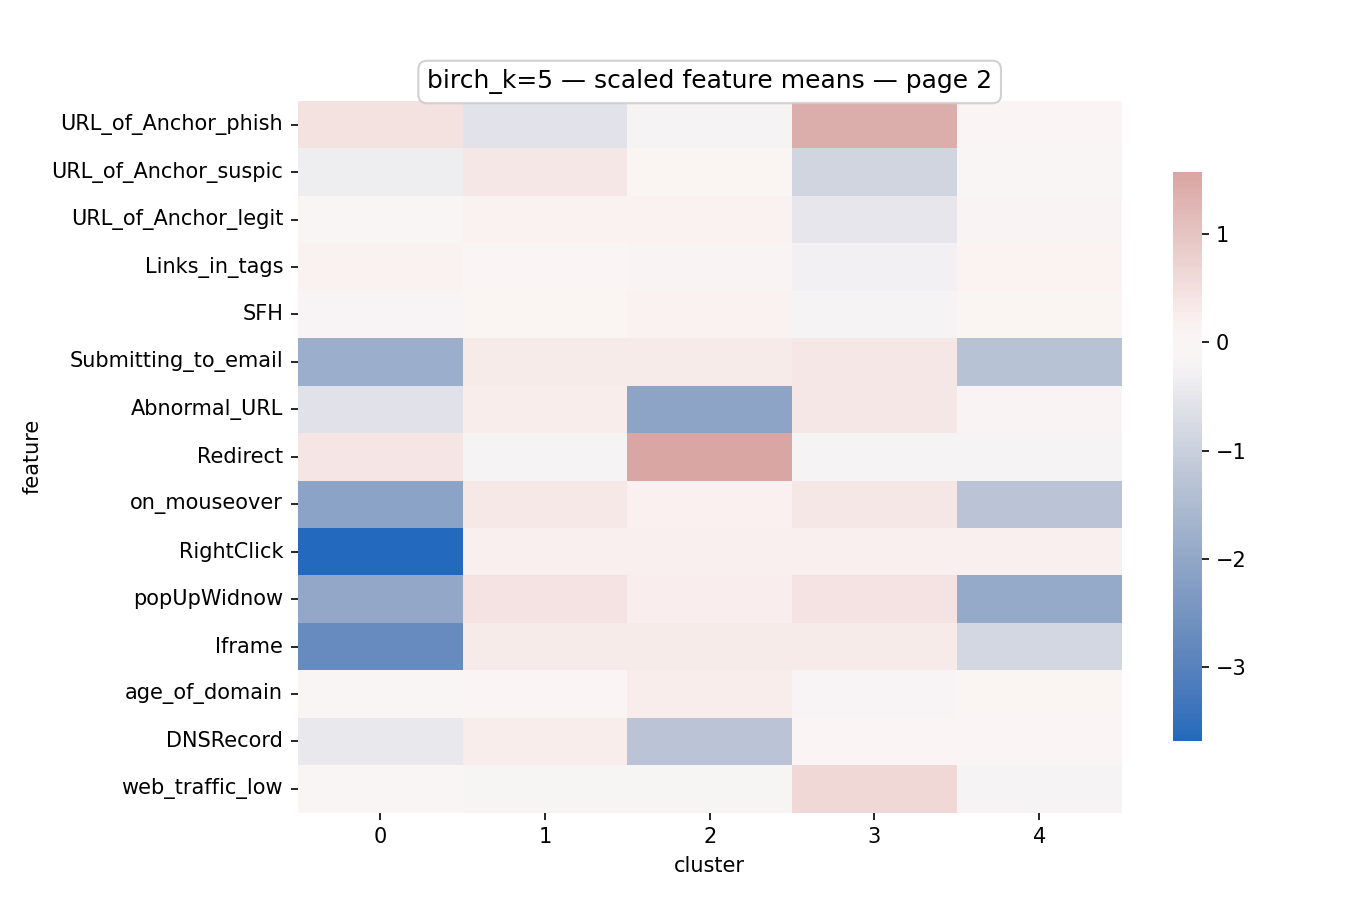 birch_k=5 — scaled feature means — page 2
URL_of_Anchor_phish
URL_of_Anchor_suspic
URL_of_Anchor_legit
Links_in_tags
SFH
Submitting_to_email
Abnormal_URL
Redirect
on_mouseover
RightClick
popUpWidnow
Iframe
age_of_domain
DNSRecord
web_traffic_low
feature
0 1 2 3 4
cluster
1
0
−1
−2
−3